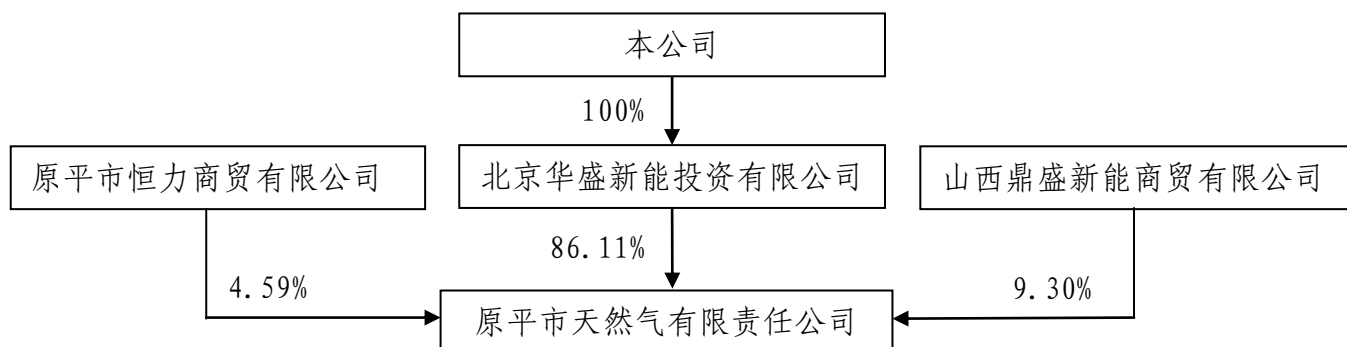 本公司
100%
原平市恒力商贸有限公司
北京华盛新能投资有限公司
山西鼎盛新能商贸有限公司
86.11%
4.59%
9.30%
原平市天然气有限责任公司